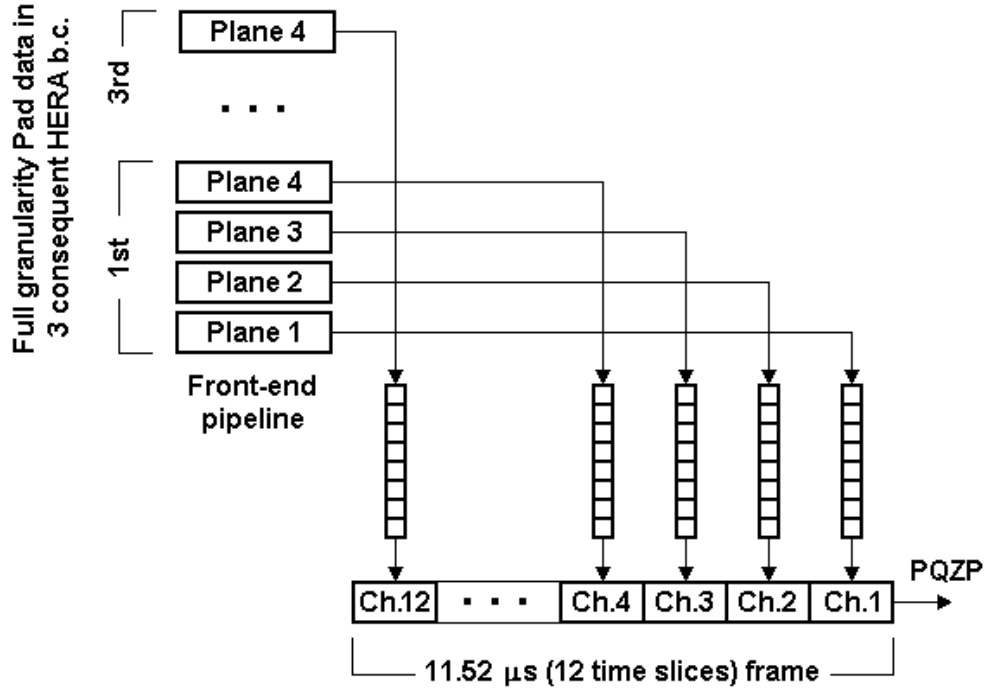 Full granularity Pad data in
3 consequent HERA b.c.
3rd
Plane 4
. . .
1st
Plane 4
Plane 3
Plane 2
Plane 1
Front-end
pipeline
Ch.12
. . .
Ch.4
Ch.3
Ch.2
Ch.1
PQZP
11.52 μs (12 time slices) frame